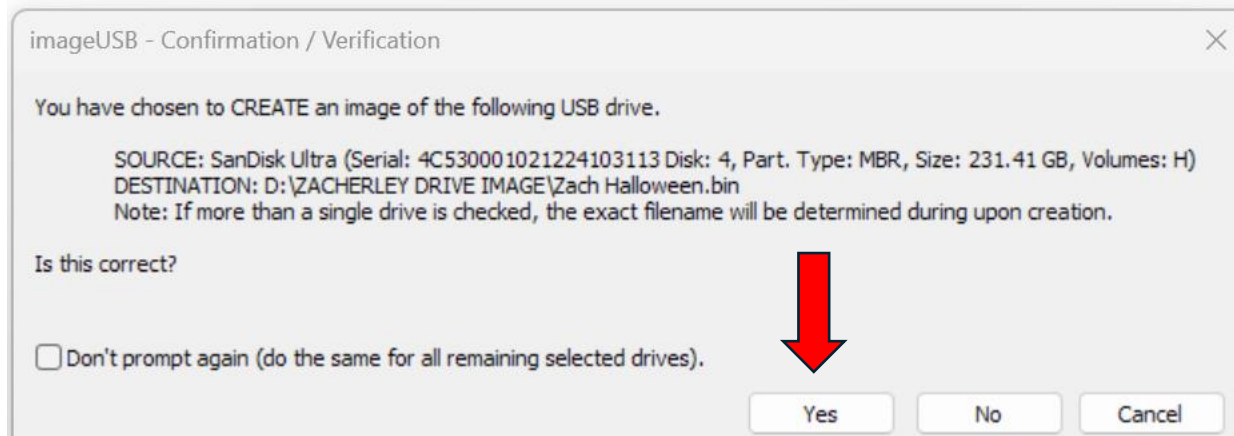 imageUSB - Confirmation / Verification
You have chosen to CREATE an image of the following USB drive.
SOURCE: SanDisk Ultra (Serial: 4C530001021224103113 Disk: 4, Part. Type: MBR, Size: 231.41 GB, Volumes: H)
DESTINATION: D:\ZACHERLEY DRIVE IMAGE\Zach Halloween.bin
Note: If more than a single drive is checked, the exact filename will be determined during upon creation.
Is this correct?
Don't prompt again (do the same for all remaining selected drives).
Yes No Cancel